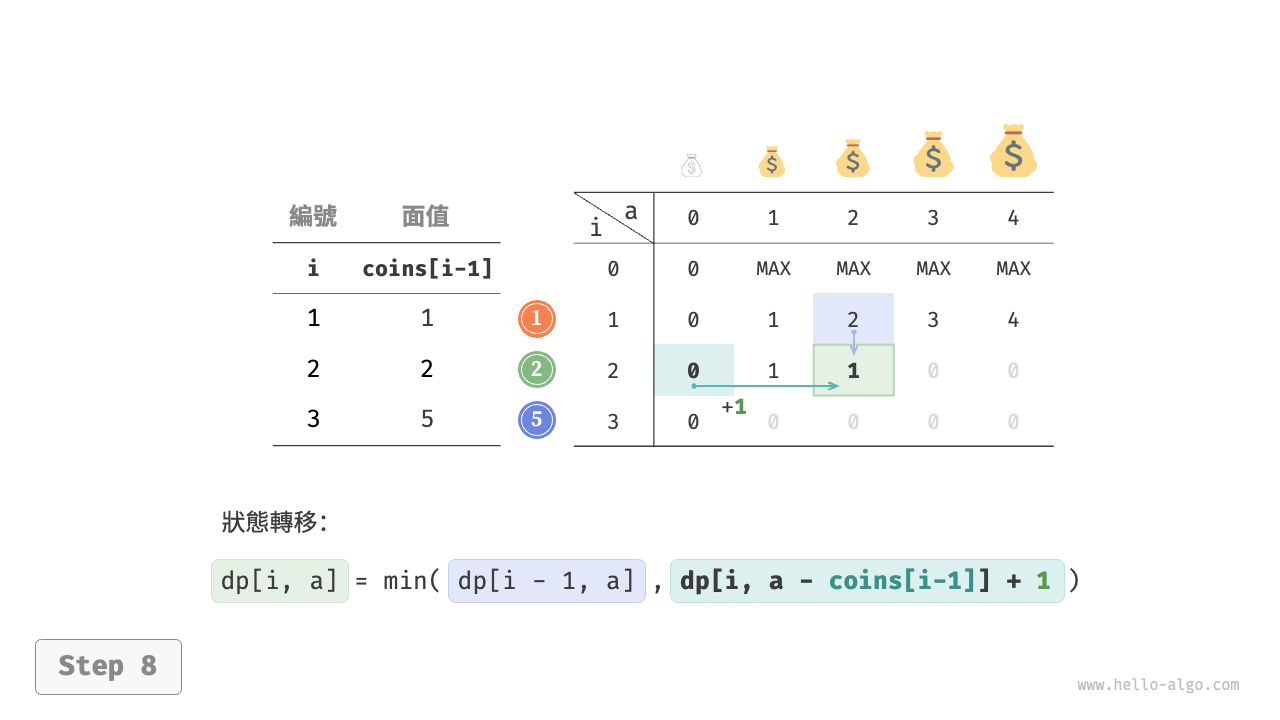 編號 面值
i coins[i-1]
1 1
2 2
3 5
1
2
5
$ $ $ $ $
i a 0 1 2 3 4
0 0 MAX MAX MAX MAX
1 0 1 2 3 4
2 0 1 1 0 0
+1
3 0 0 0 0 0
狀態轉移：
dp[i, a] = min( dp[i - 1, a] , dp[i, a - coins[i-1]] + 1 )
Step 8
www.hello-algo.com